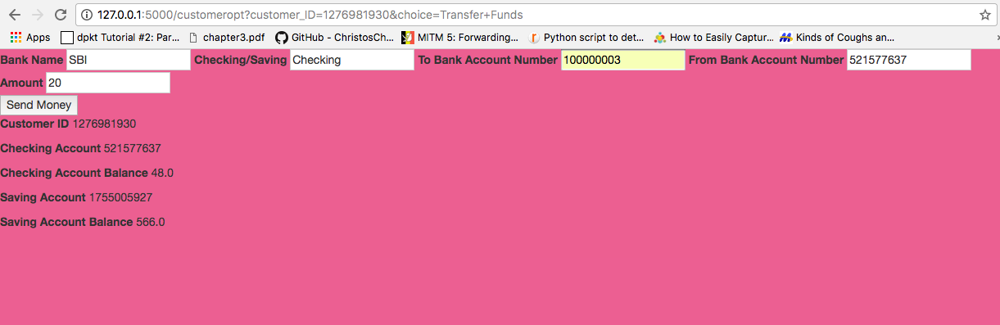 127.0.0.1:5000/customeropt?customer_ID=1276981930&choice=Transfer+Funds
Apps dpkt Tutorial #2: Par... chapter3.pdf GitHub - ChristosCh... MITM 5: Forwarding... Python script to det... How to Easily Captur... Kinds of Coughs an...
Bank Name SBI Checking/Saving Checking To Bank Account Number 100000003 From Bank Account Number 521577637
Amount 20
Send Money
Customer ID 1276981930
Checking Account 521577637
Checking Account Balance 48.0
Saving Account 1755005927
Saving Account Balance 566.0